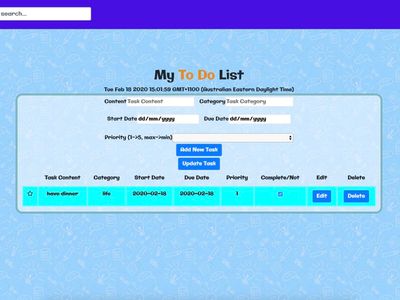 search...
My To Do List
Tue Feb 18 2020 15:01:59 GMT+1100 (Australian Eastern Daylight Time)
Content Task Content Category Task Category
Start Date dd/mm/yyyy Due Date dd/mm/yyyy
Priority (1->5, max->min)
Add New Task
Update Task
Task Content Category Start Date Due Date Priority Complete/Not Edit Delete
have dinner life 2020-02-18 2020-02-18 1 Edit Delete